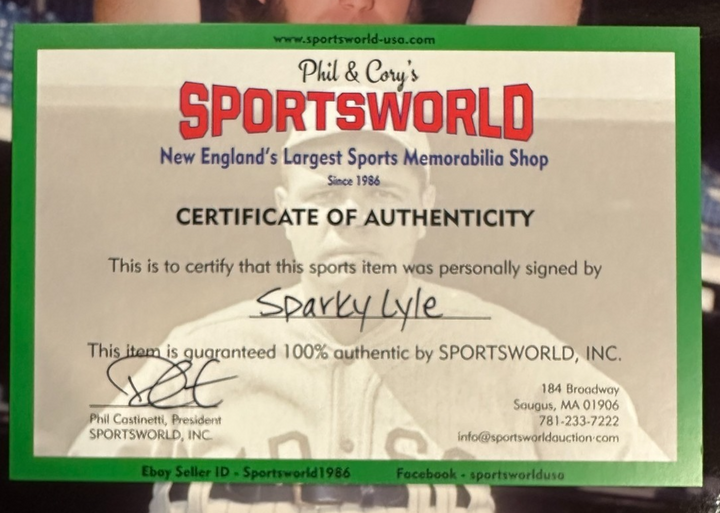 www.sportsworld-usa.com
Phil & Cory's
SPORTSWORLD
New England's Largest Sports Memorabilia Shop
Since 1986
CERTIFICATE OF AUTHENTICITY
This is to certify that this sports item was personally signed by
Sparky Lyle
This item is guaranteed 100% authentic by SPORTSWORLD, INC.
Phil Castinetti, President
SPORTSWORLD, INC.
184 Broadway
Saugus, MA 01906
781-233-7222
info@sportsworldauction.com
Ebay Seller ID - Sportsworld1986 Facebook - sportsworldusa